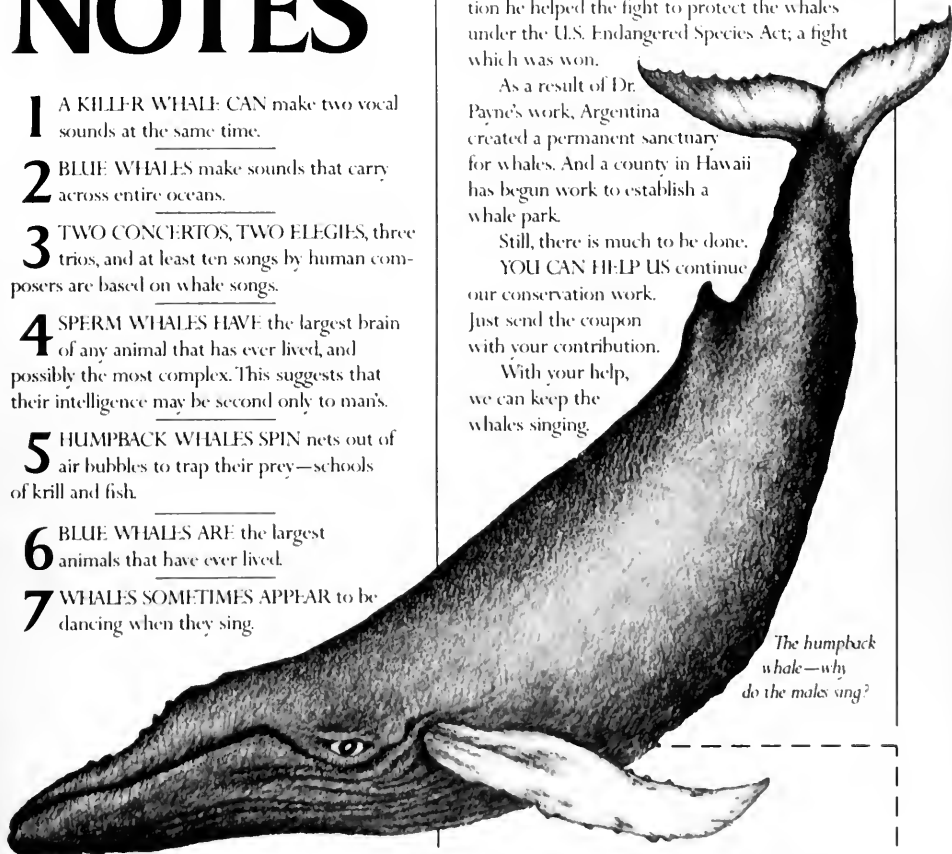 NOTES
1 A KILLER WHALE CAN make two vocal
sounds at the same time.
2 BLUE WHALES make sounds that carry
across entire oceans.
3 TWO CONCERTOS, TWO ELEGIES, three
trios, and at least ten songs by human com-
posers are based on whale songs.
4 SPERM WHALES HAVE the largest brain
of any animal that has ever lived, and
possibly the most complex. This suggests that
their intelligence may be second only to man's.
5 HUMPBACK WHALES SPIN nets out of
air bubbles to trap their prey—schools
of krill and fish.
6 BLUE WHALES ARE the largest
animals that have ever lived.
7 WHALES SOMETIMES APPEAR to be
dancing when they sing.
tion he helped the fight to protect the whales
under the U.S. Endangered Species Act; a fight
which was won.
As a result of Dr.
Payne's work, Argentina
created a permanent sanctuary
for whales. And a county in Hawaii
has begun work to establish a
whale park.
Still, there is much to be done.
YOU CAN HELP US continue
our conservation work.
Just send the coupon
with your contribution.
With your help,
we can keep the
whales singing.
The humpback
whale—why
do the males sing?